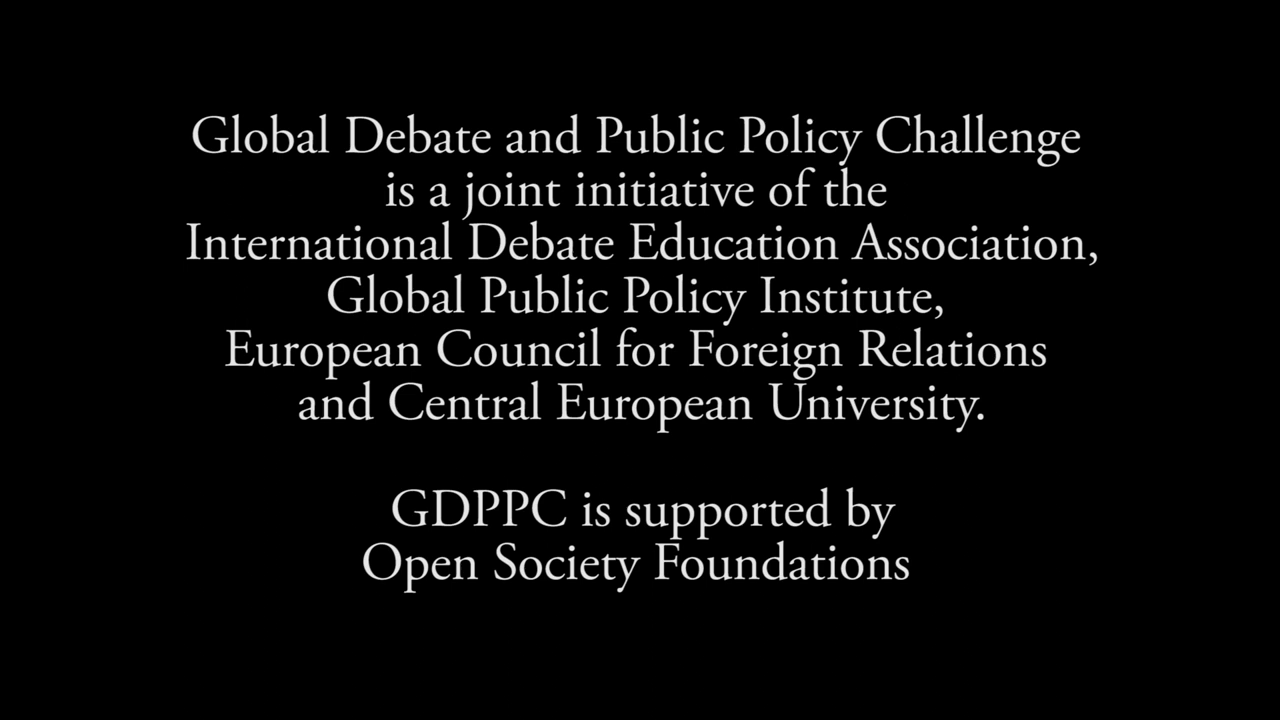 Global Debate and Public Policy Challenge
is a joint initiative of the
International Debate Education Association,
Global Public Policy Institute,
European Council for Foreign Relations
and Central European University.
GDPPC is supported by
Open Society Foundations